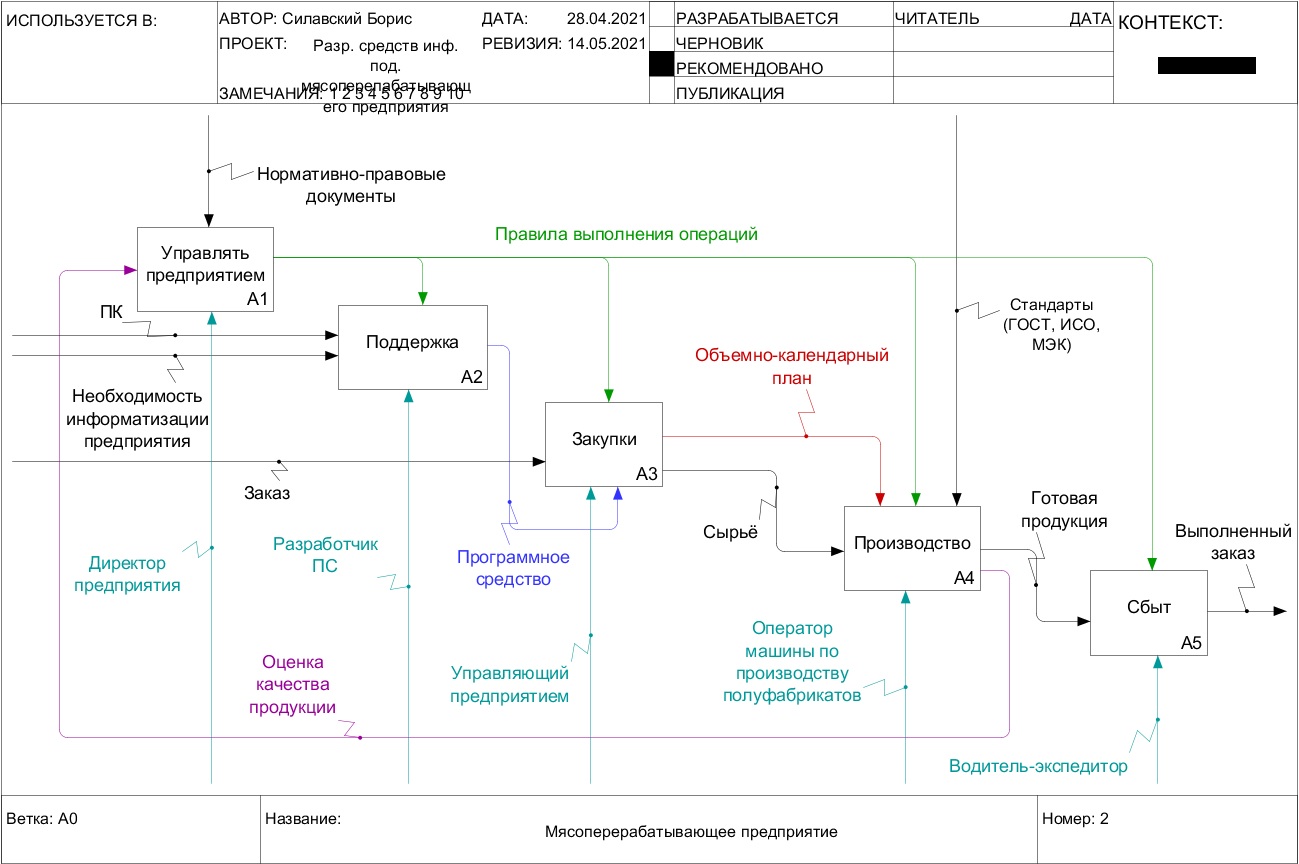 ИСПОЛЬЗУЕТСЯ В:
АВТОР: Силавский Борис
ДАТА: 28.04.2021
ПРОЕКТ: Разр. средств инф.
под.
мясоперелабатывающ
его предприятия
РЕВИЗИЯ: 14.05.2021
ЗАМЕЧАНИЯ: 1 2 3 4 5 6 7 8 9 10
РАЗРАБАТЫВАЕТСЯ
ЧЕРНОВИК
РЕКОМЕНДОВАНО
ПУБЛИКАЦИЯ
ЧИТАТЕЛЬ
ДАТА
КОНТЕКСТ:
Нормативно-правовые
документы
Управлять
предприятием
A1
Правила выполнения операций
ПК
Поддержка
A2
Стандарты
(ГОСТ, ИСО,
МЭК)
Необходимость
информатизации
предприятия
Объемно-календарный
план
Закупки
A3
Заказ
Сырьё
Готовая
продукция
Производство
A4
Выполненный
заказ
Директор
предприятия
Разработчик
ПС
Программное
средство
Сбыт
A5
Оценка
качества
продукции
Управляющий
предприятием
Оператор
машины по
производству
полуфабрикатов
Водитель-экспедитор
Ветка: A0
Название:
Мясоперерабатывающее предприятие
Номер: 2